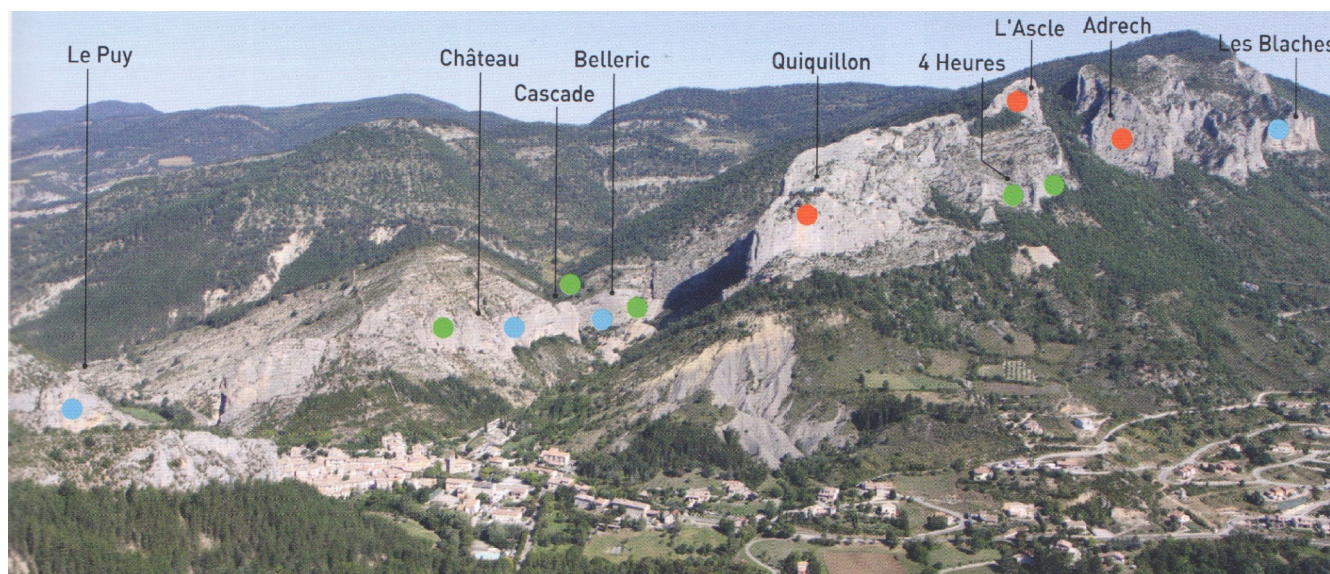 Le Puy
Château
Cascade
Belleric
Quiquillon
4 Heures
L'Ascle
Adrech
Les Blaches